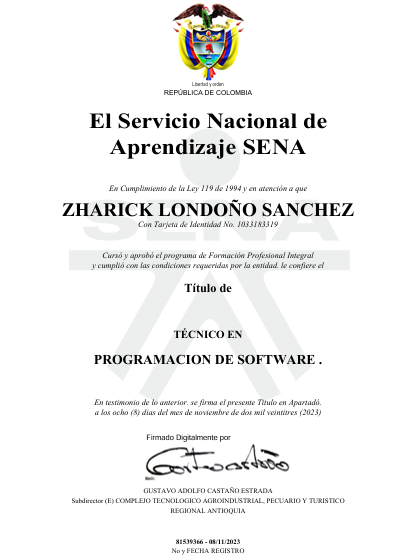 Libertad y orden
REPÚBLICA DE COLOMBIA
El Servicio Nacional de
Aprendizaje SENA
En Cumplimiento de la Ley 119 de 1994 y en atención a que
ZHARICK LONDOÑO SANCHEZ
Con Tarjeta de Identidad No. 1033183319
Cursó y aprobó el programa de Formación Profesional Integral
y cumplió con las condiciones requeridas por la entidad, le confiere el
Título de
TÉCNICO EN
PROGRAMACION DE SOFTWARE .
En testimonio de lo anterior, se firma el presente Título en Apartadó,
a los ocho (8) días del mes de noviembre de dos mil veintitres (2023)
Firmado Digitalmente por
GUSTAVO ADOLFO CASTAÑO ESTRADA
Subdirector (E) COMPLEJO TECNOLOGICO AGROINDUSTRIAL, PECUARIO Y TURISTICO
REGIONAL ANTIOQUIA
81539366 - 08/11/2023
No y FECHA REGISTRO